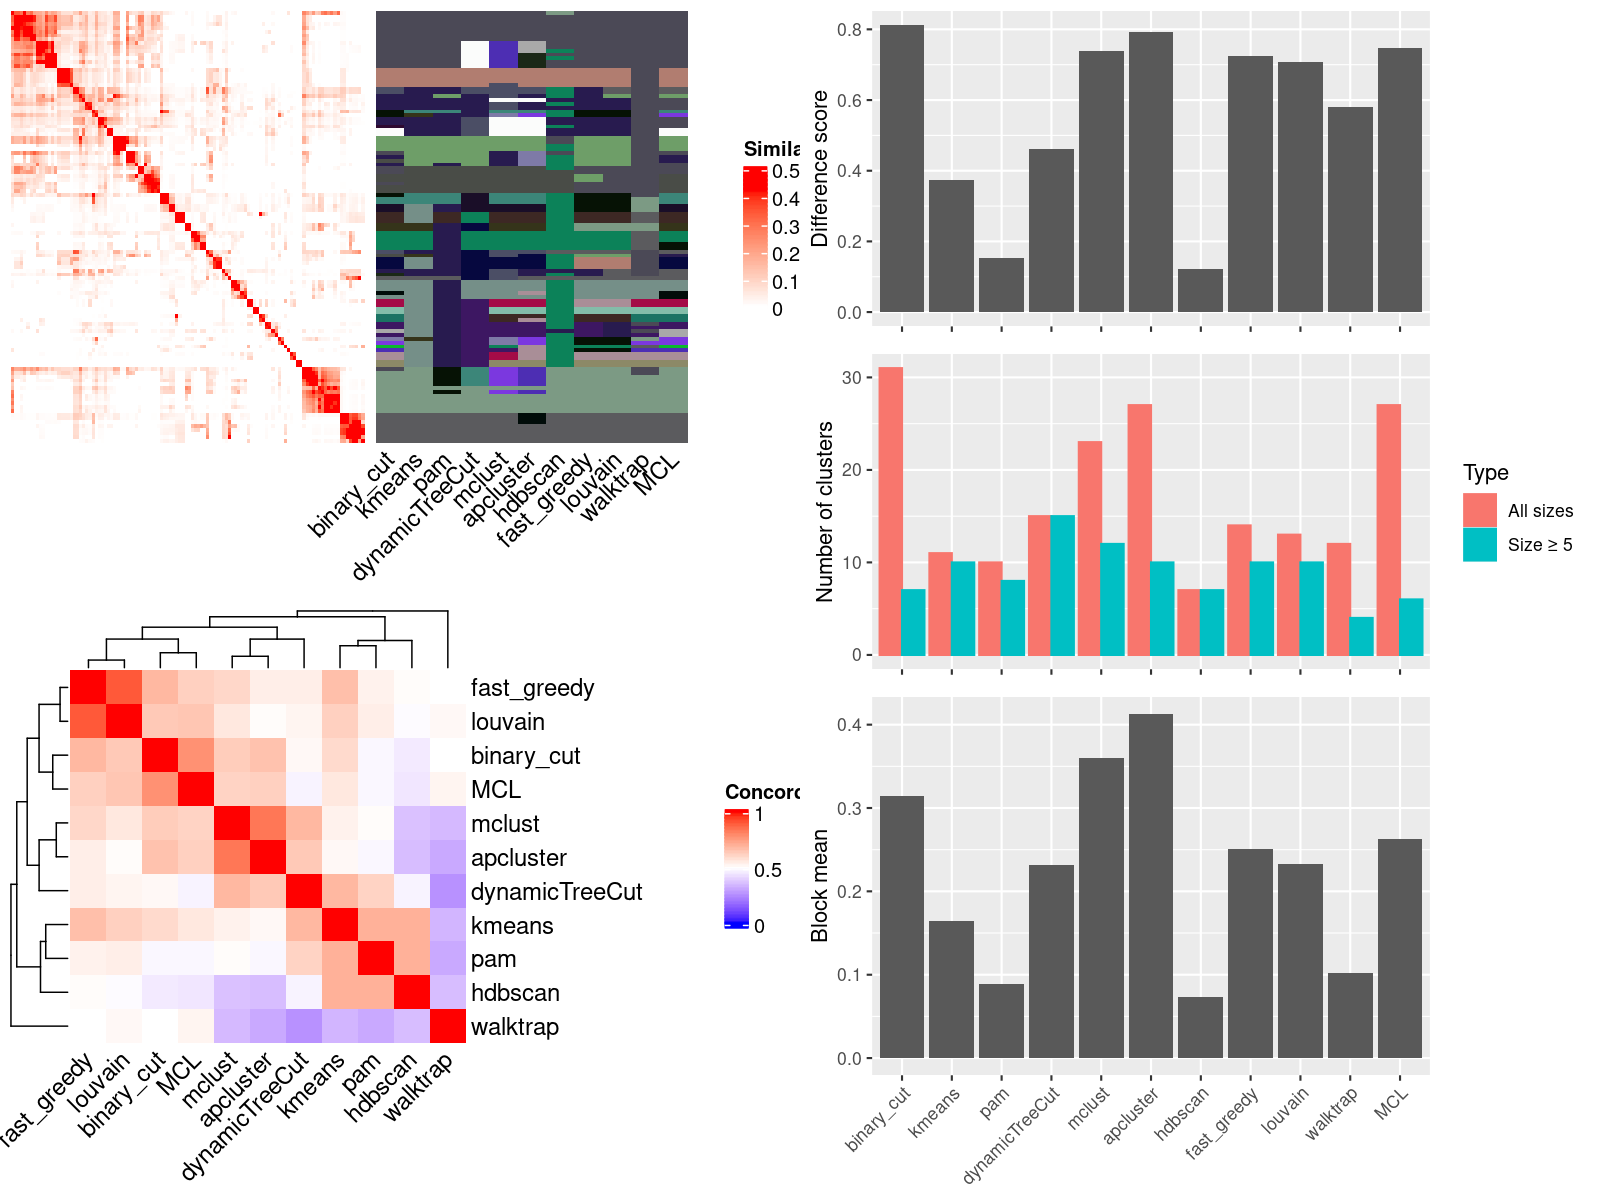 Simila
0.5
0.4
0.3
0.2
0.1
0
binary_cut
kmeans
pam
dynamicTreeCut
mclust
apcluster
hdbscan
fast_greedy
louvain
walktrap
MCL
fast_greedy
louvain
binary_cut
MCL
mclust
apcluster
dynamicTreeCut
kmeans
pam
hdbscan
walktrap
fast_greedy
louvain
binary_cut
MCL
mclust
apcluster
dynamicTreeCut
kmeans
pam
hdbscan
walktrap
Concord
1
0.5
0
Difference score
0.8
0.6
0.4
0.2
0.0
Number of clusters
30
20
10
0
Type
All sizes
Size ≥ 5
Block mean
0.4
0.3
0.2
0.1
0.0
binary_cut
kmeans
pam
dynamicTreeCut
mclust
apcluster
hdbscan
fast_greedy
louvain
walktrap
MCL